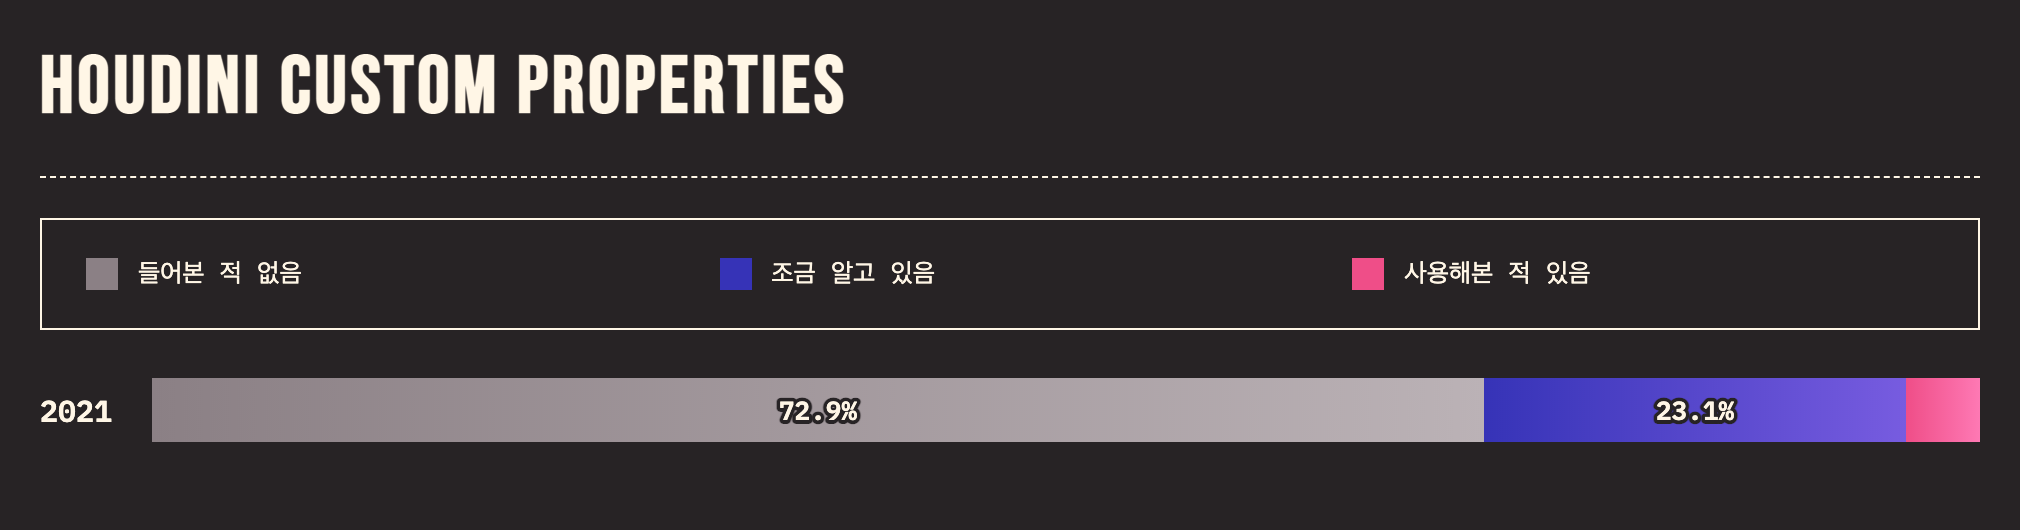 HOUDINI CUSTOM PROPERTIES
들어본 적 없음 조금 알고 있음 사용해본 적 있음
2021 72.9% 23.1%